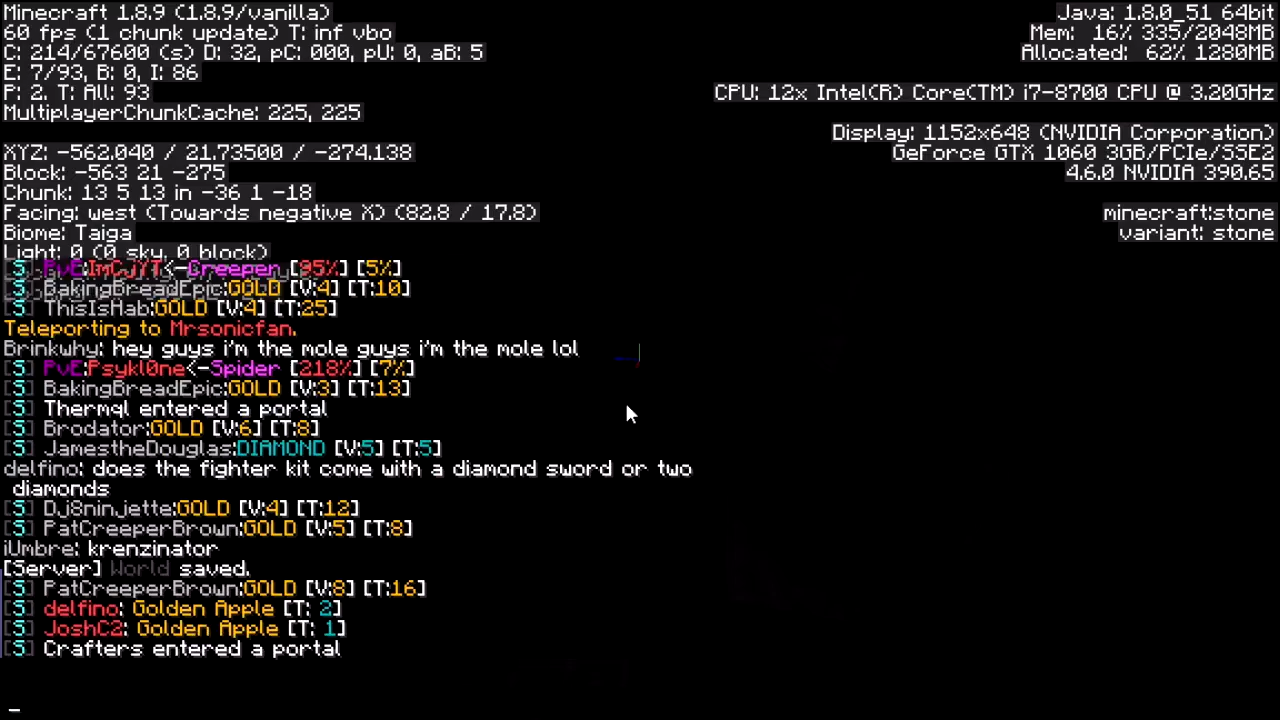 Minecraft 1.8.9 (1.8.9/vanilla)
60 fps (1 chunk update) T: inf vbo
C: 214/67600 (s) D: 32, pC: 000, pU: 0, aB: 5
E: 7/93, B: 0, I: 86
P: 2. T: All: 93
MultiplayerChunkCache: 225, 225
XYZ: -562.040 / 21.73500 / -274.138
Block: -563 21 -275
Chunk: 13 5 13 in -36 1 -18
Facing: west (Towards negative X) (82.8 / 17.8)
Biome: Taiga
Light: 0 (0 sky, 0 block)
Java: 1.8.0_51 64bit
Mem: 16% 335/2048MB
Allocated: 62% 1280MB
CPU: 12x Intel(R) Core(TM) i7-8700 CPU @ 3.20GHz
Display: 1152x648 (NVIDIA Corporation)
GeForce GTX 1060 3GB/PCIe/SSE2
4.6.0 NVIDIA 390.65
minecraft:stone
variant: stone
[S] PvE:ImCjYT<-Creeper [95%] [5%]
[S] BakingBreadEpic:GOLD [V:4] [T:10]
[S] ThisIsHab:GOLD [V:4] [T:25]
Teleporting to Mrsonicfan.
Brinkwhy: hey guys i'm the mole guys i'm the mole lol
[S] PvE:Psykl0ne<-Spider [218%] [7%]
[S] BakingBreadEpic:GOLD [V:3] [T:13]
[S] Thermql entered a portal
[S] Brodator:GOLD [V:6] [T:8]
[S] JamestheDouglas:DIAMOND [V:5] [T:5]
delfino: does the fighter kit come with a diamond sword or two
diamonds
[S] Dj8ninjette:GOLD [V:4] [T:12]
[S] PatCreeperBrown:GOLD [V:5] [T:8]
iUmbre: krenzinator
[Server] World saved.
[S] PatCreeperBrown:GOLD [V:8] [T:16]
[S] delfino: Golden Apple [T: 2]
[S] JoshC2: Golden Apple [T: 1]
[S] Crafters entered a portal
_